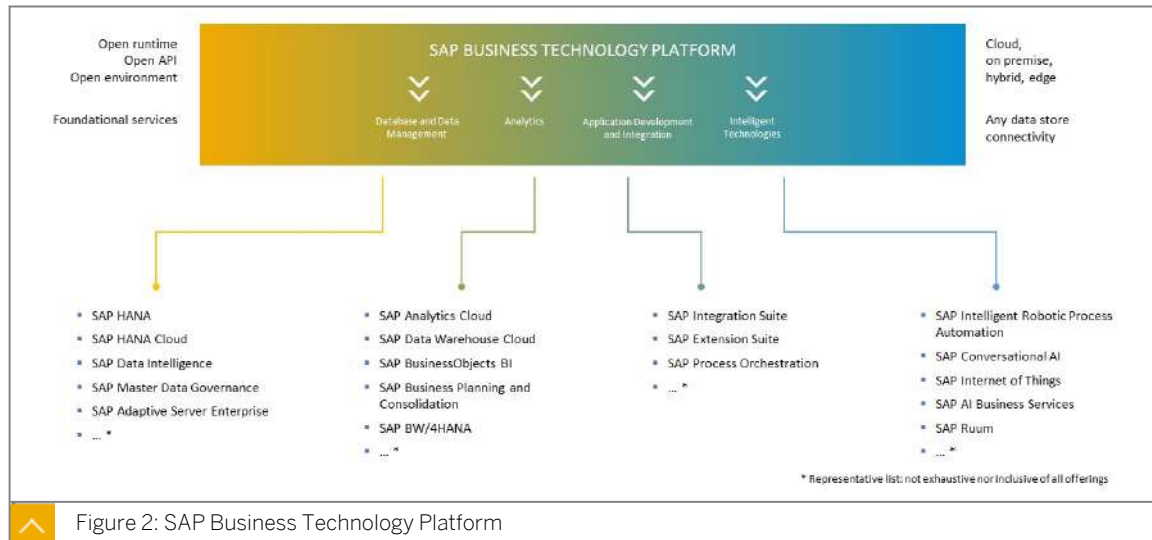 Open runtime
Open API
Open environment
Foundational services
SAP BUSINESS TECHNOLOGY PLATFORM
Database and Data
Management
Analytics
Application Development
and Integration
Intelligent
Technologies
Cloud,
on premise,
hybrid, edge
Any data store
connectivity
▪ SAP HANA
▪ SAP HANA Cloud
▪ SAP Data Intelligence
▪ SAP Master Data Governance
▪ SAP Adaptive Server Enterprise
▪ ... *
▪ SAP Analytics Cloud
▪ SAP Data Warehouse Cloud
▪ SAP BusinessObjects BI
▪ SAP Business Planning and
Consolidation
▪ SAP BW/4HANA
▪ ... *
▪ SAP Integration Suite
▪ SAP Extension Suite
▪ SAP Process Orchestration
▪ ... *
▪ SAP Intelligent Robotic Process
Automation
▪ SAP Conversational AI
▪ SAP Internet of Things
▪ SAP AI Business Services
▪ SAP Ruum
▪ ... *
* Representative list: not exhaustive nor inclusive of all offerings
Figure 2: SAP Business Technology Platform